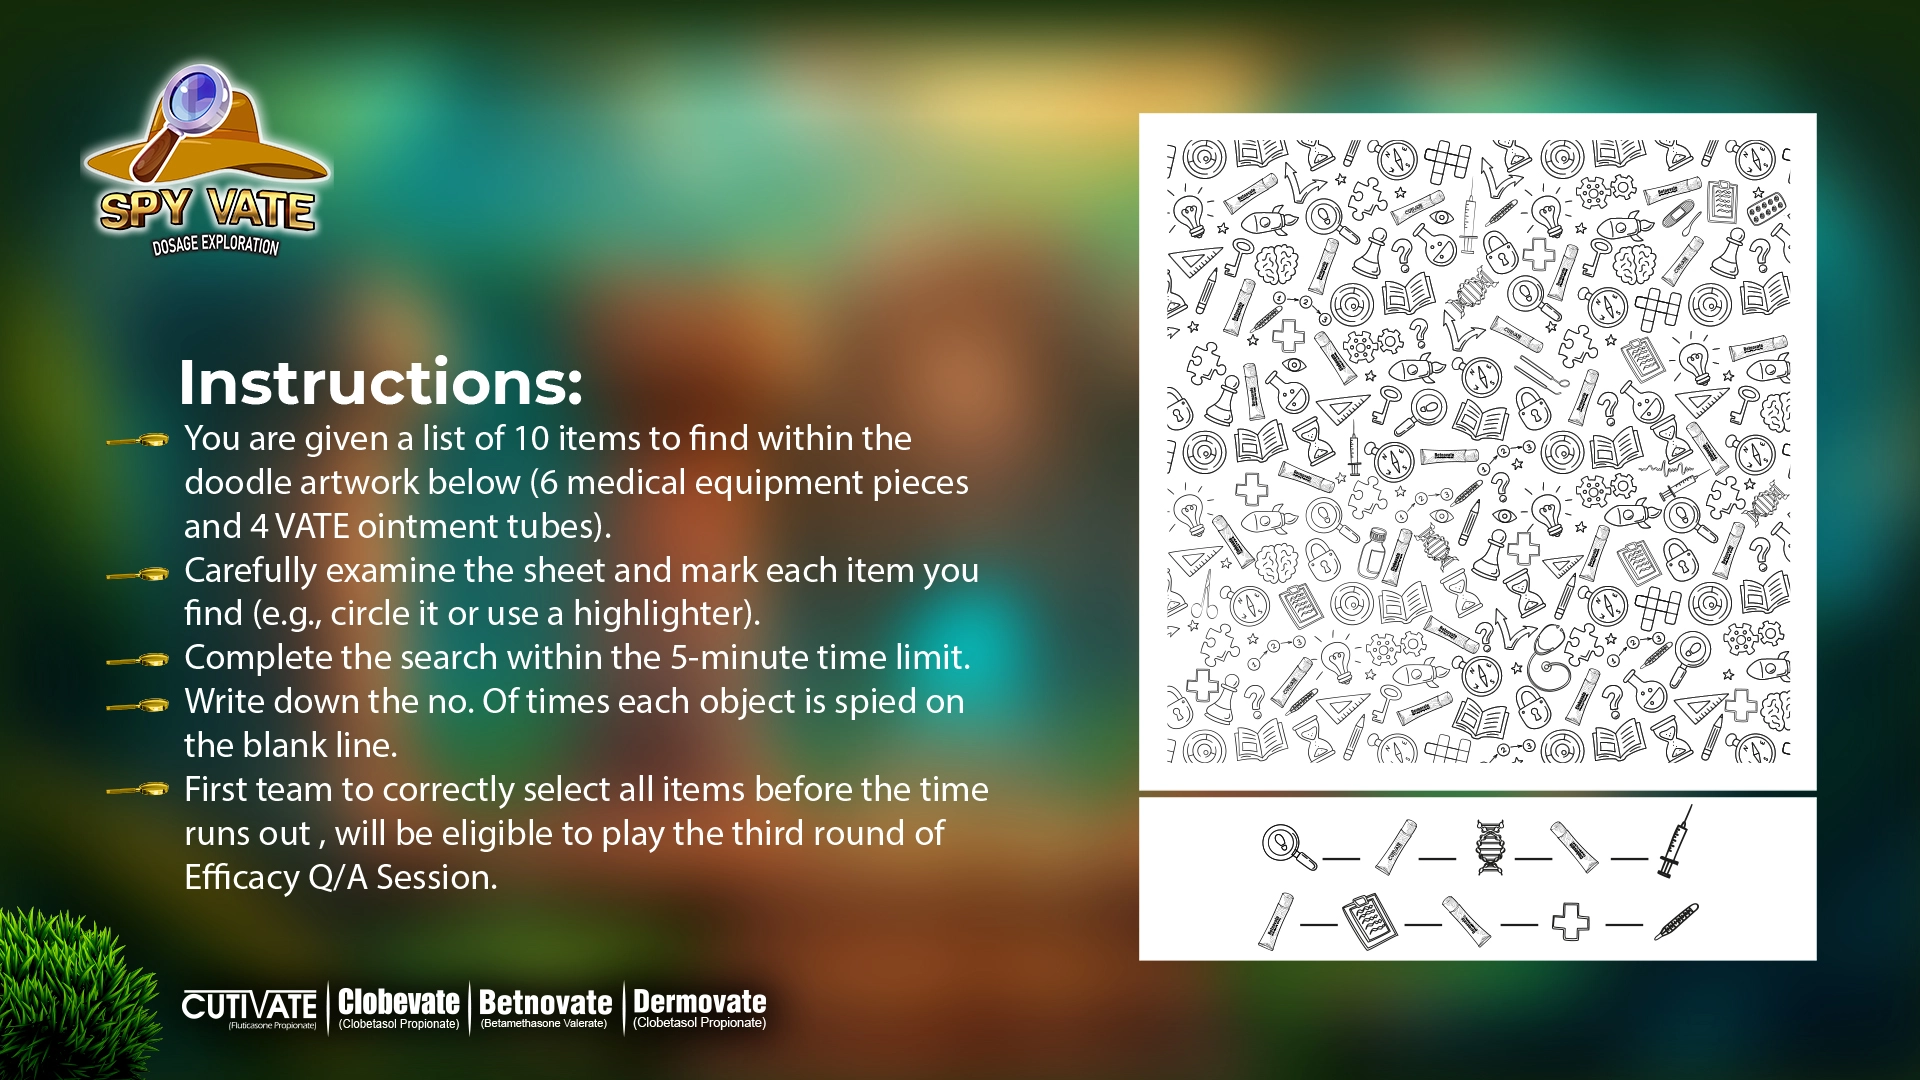 SPY VATE
DOSAGE EXPLORATION
Instructions:
You are given a list of 10 items to find within the
doodle artwork below (6 medical equipment pieces
and 4 VATE ointment tubes).
Carefully examine the sheet and mark each item you
find (e.g., circle it or use a highlighter).
Complete the search within the 5-minute time limit.
Write down the no. Of times each object is spied on
the blank line.
First team to correctly select all items before the time
runs out , will be eligible to play the third round of
Efficacy Q/A Session.
CUTIVATE
(Fluticasone Propionate)
Clobevate
(Clobetasol Propionate)
Betnovate
(Betamethasone Valerate)
Dermovate
(Clobetasol Propionate)